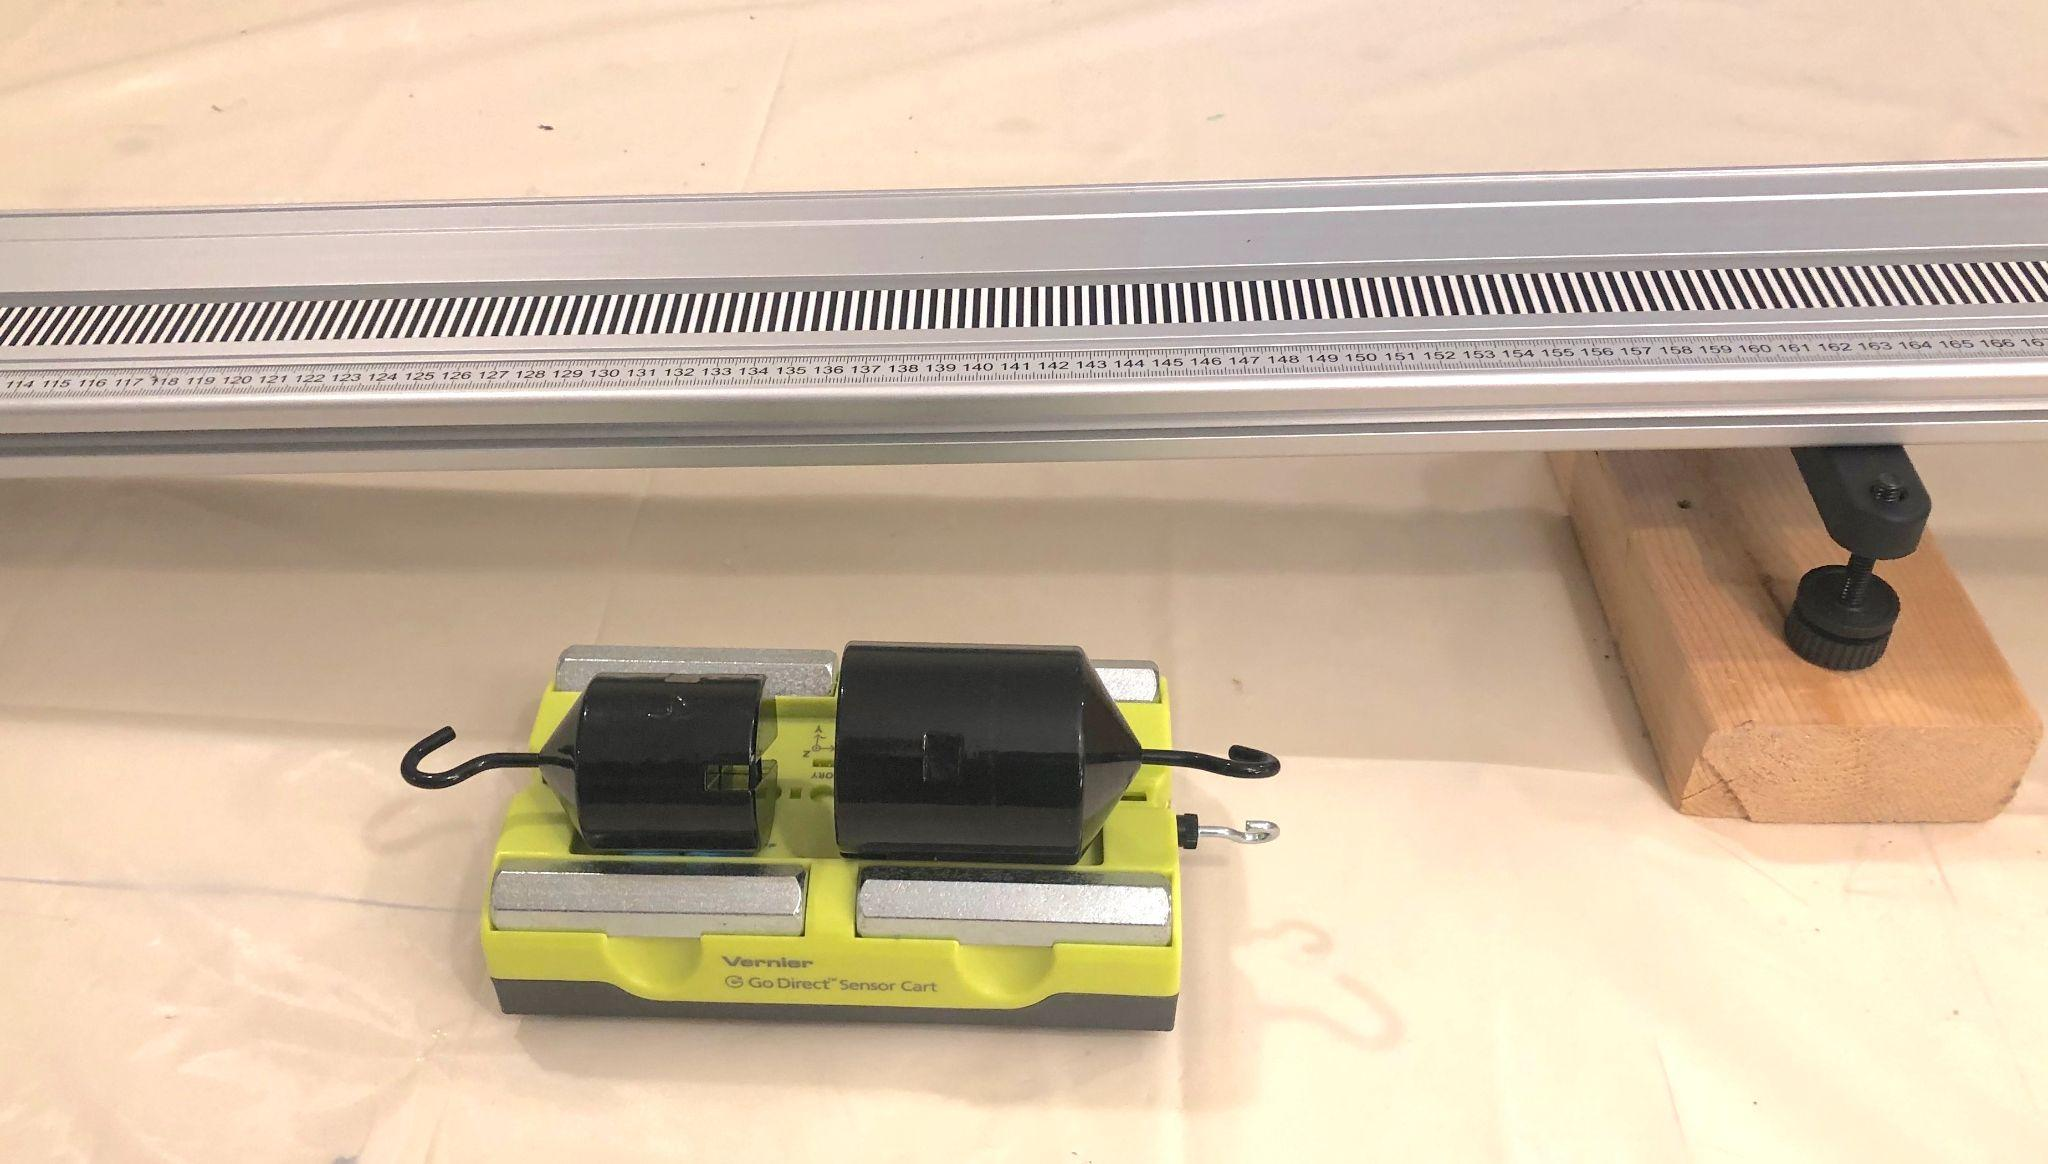 114 115 116 117 118 119 120 121 122 123 124 125 126 127 128 129 130 131 132 133 134 135 136 137 138 139 140 141 142 143 144 145 146 147 148 149 150 151 152 153 154 155 156 157 158 159 160 161 162 163 164 165 166 167
Y
Z
ORY
Vernier
Go Direct™ Sensor Cart